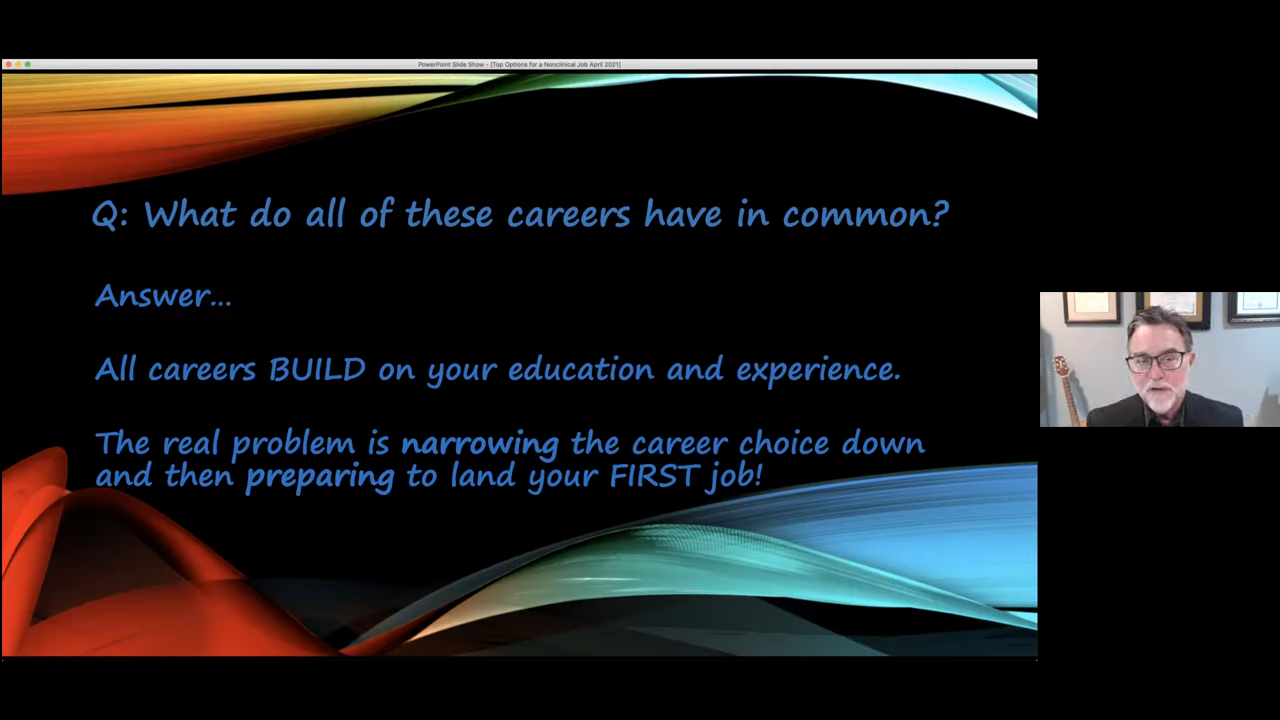 PowerPoint Slide Show - [Top Options for a Nonclinical Job April 2021]
Q: What do all of these careers have in common?
Answer...
All careers BUILD on your education and experience.
The real problem is narrowing the career choice down
and then preparing to land your FIRST job!